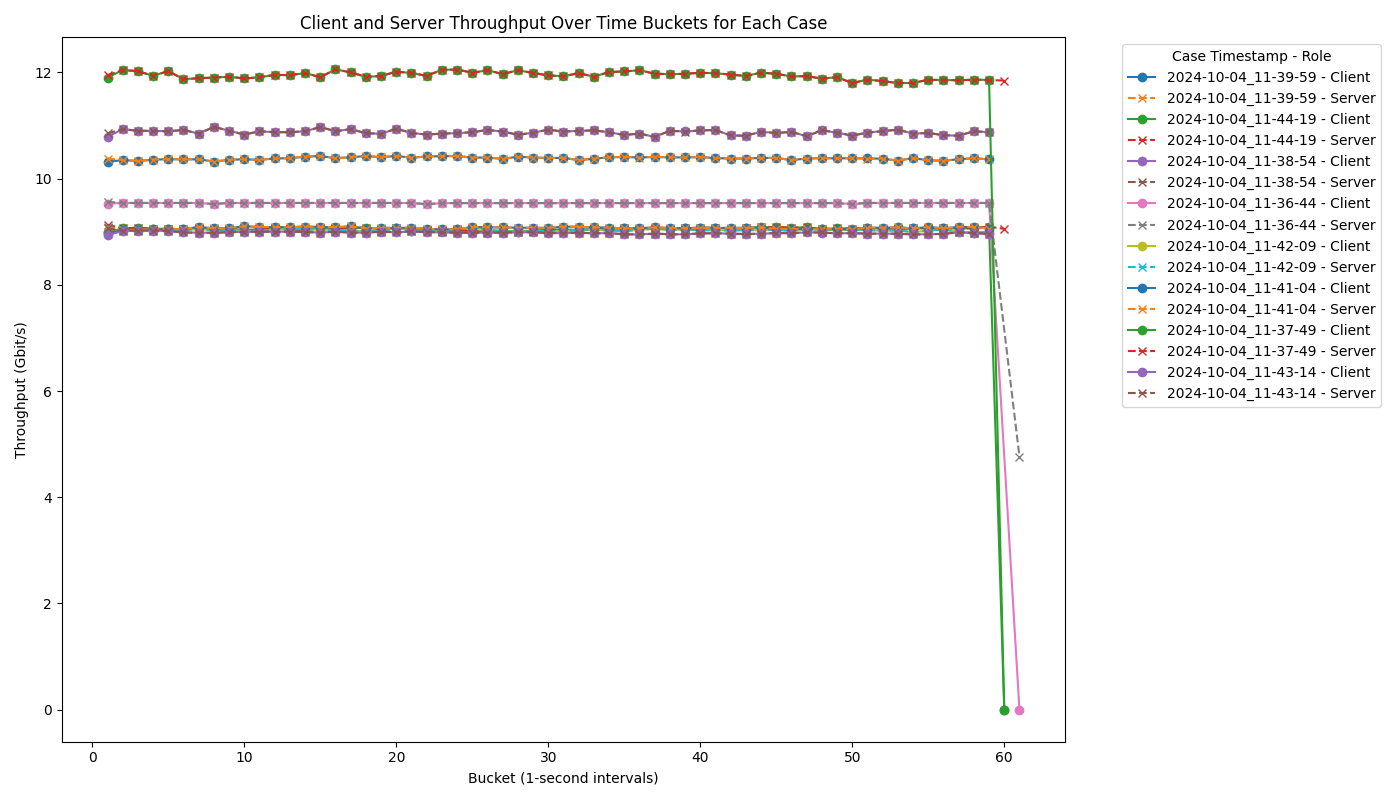 Client and Server Throughput Over Time Buckets for Each Case
Throughput (Gbit/s)
12
10
8
6
4
2
0
0
10
20
30
40
50
60
Bucket (1-second intervals)
Case Timestamp - Role
2024-10-04_11-39-59 - Client
2024-10-04_11-39-59 - Server
2024-10-04_11-44-19 - Client
2024-10-04_11-44-19 - Server
2024-10-04_11-38-54 - Client
2024-10-04_11-38-54 - Server
2024-10-04_11-36-44 - Client
2024-10-04_11-36-44 - Server
2024-10-04_11-42-09 - Client
2024-10-04_11-42-09 - Server
2024-10-04_11-41-04 - Client
2024-10-04_11-41-04 - Server
2024-10-04_11-37-49 - Client
2024-10-04_11-37-49 - Server
2024-10-04_11-43-14 - Client
2024-10-04_11-43-14 - Server